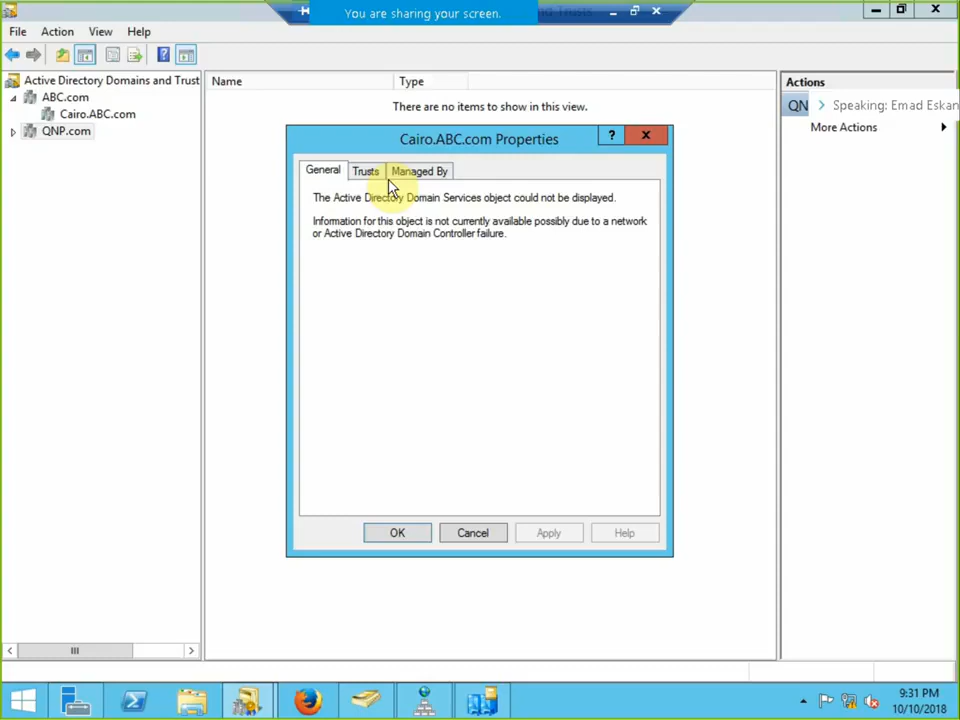 You are sharing your screen.
File Action View Help
Active Directory Domains and Trust
ABC.com
Cairo.ABC.com
QNP.com
Name Type
There are no items to show in this view.
Actions
QN
Speaking: Emad Eskan
More Actions
Cairo.ABC.com Properties
General Trusts Managed By
The Active Directory Domain Services object could not be displayed.
Information for this object is not currently available possibly due to a network
or Active Directory Domain Controller failure.
OK Cancel Apply Help
9:31 PM
10/10/2018